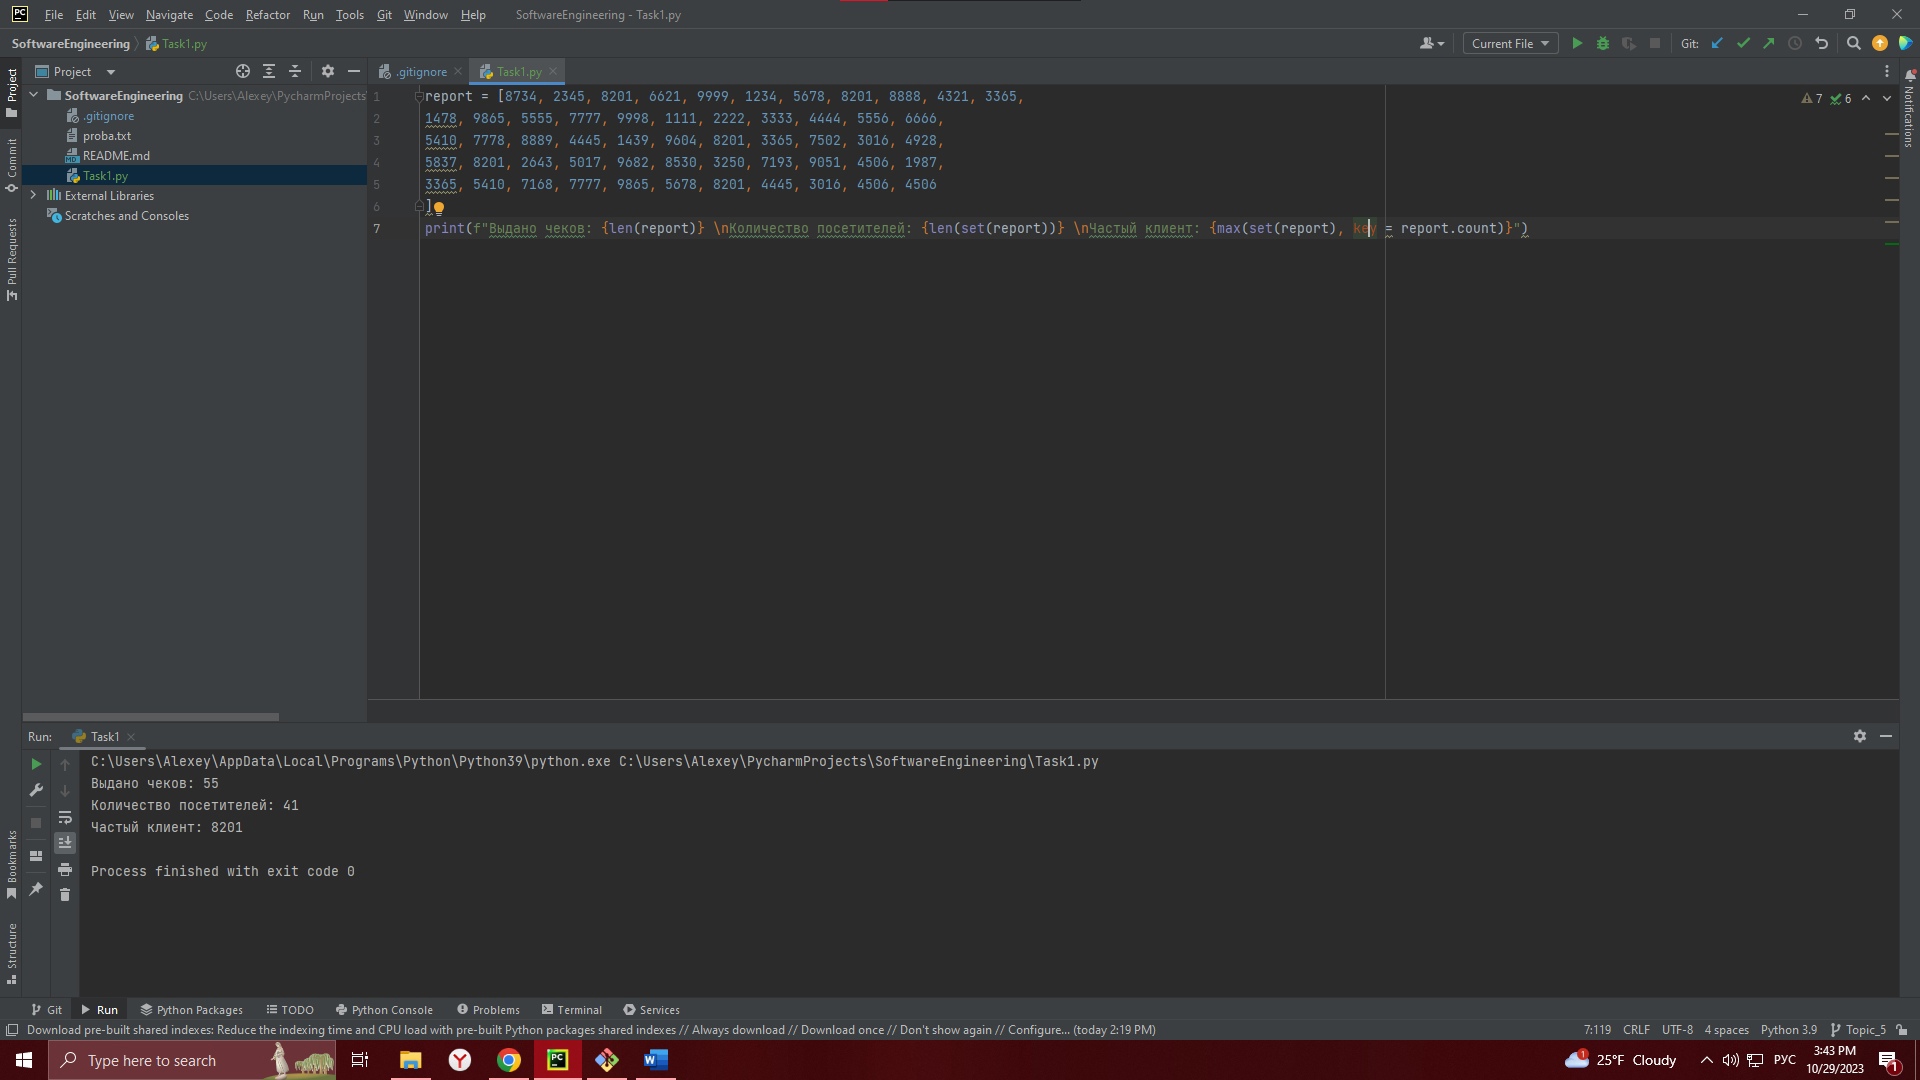 File Edit View Navigate Code Refactor Run Tools Git Window Help SoftwareEngineering - Task1.py
SoftwareEngineering Task1.py Current File Git:
Project .gitignore Task1.py
SoftwareEngineering C:\Users\Alexey\PycharmProjects
.gitignore
proba.txt
README.md
Task1.py
External Libraries
Scratches and Consoles
Project
Commit
Pull Requests
Notifications
7 6
1 report = [8734, 2345, 8201, 6621, 9999, 1234, 5678, 8201, 8888, 4321, 3365,
2 1478, 9865, 5555, 7777, 9998, 1111, 2222, 3333, 4444, 5556, 6666,
3 5410, 7778, 8889, 4445, 1439, 9604, 8201, 3365, 7502, 3016, 4928,
4 5837, 8201, 2643, 5017, 9682, 8530, 3250, 7193, 9051, 4506, 1987,
5 3365, 5410, 7168, 7777, 9865, 5678, 8201, 4445, 3016, 4506, 4506
6 ]
7 print(f"Выдано чеков: {len(report)} \nКоличество посетителей: {len(set(report))} \nЧастый клиент: {max(set(report), key = report.count)}")
Run: Task1
C:\Users\Alexey\AppData\Local\Programs\Python\Python39\python.exe C:\Users\Alexey\PycharmProjects\SoftwareEngineering\Task1.py
Выдано чеков: 55
Количество посетителей: 41
Частый клиент: 8201
Process finished with exit code 0
Bookmarks
Structure
Git Run Python Packages TODO Python Console Problems Terminal Services
Download pre-built shared indexes: Reduce the indexing time and CPU load with pre-built Python packages shared indexes // Always download // Download once // Don't show again // Configure... (today 2:19 PM) 7:119 CRLF UTF-8 4 spaces Python 3.9 Topic_5
Type here to search 25°F Cloudy РУС 3:43 PM
10/29/2023